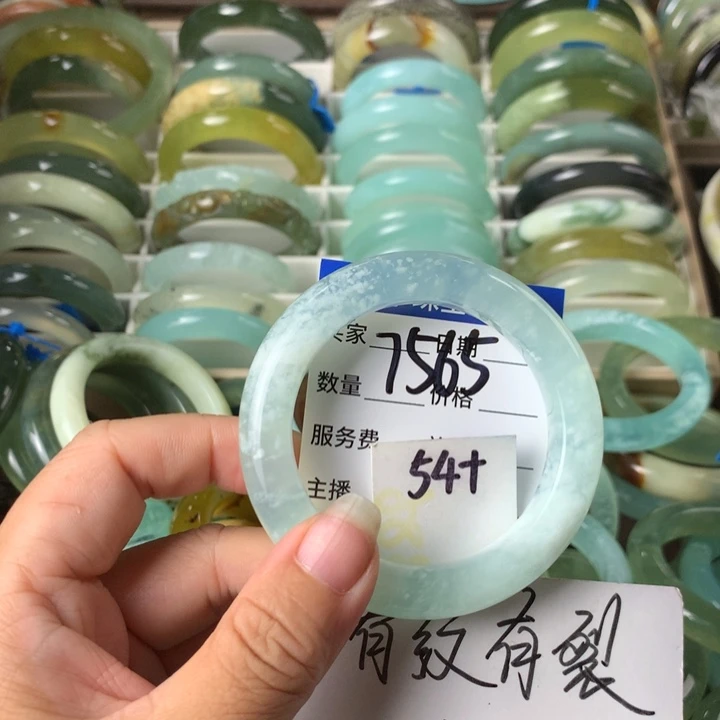 卖家 日期
7565
数量 价格
服务费
54+
主播
有纹有裂